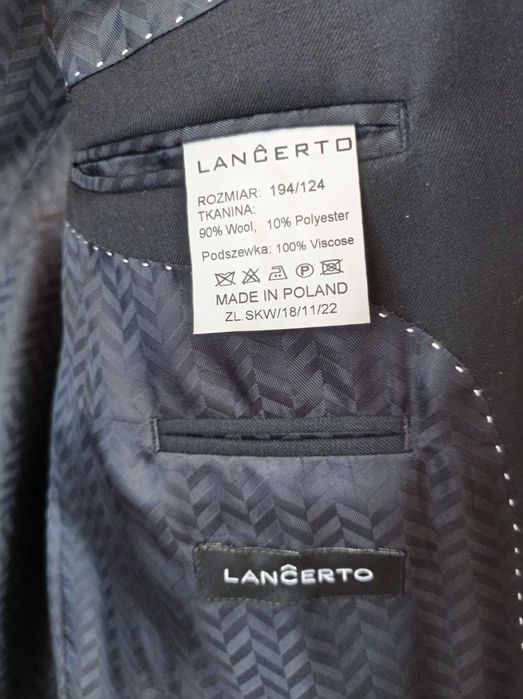 LANĈERTO
ROZMIAR: 194/124
TKANINA:
90% Wool, 10% Polyester
Podszewka: 100% Viscose
MADE IN POLAND
ZL.SKW/18/11/22
LANĈERTO